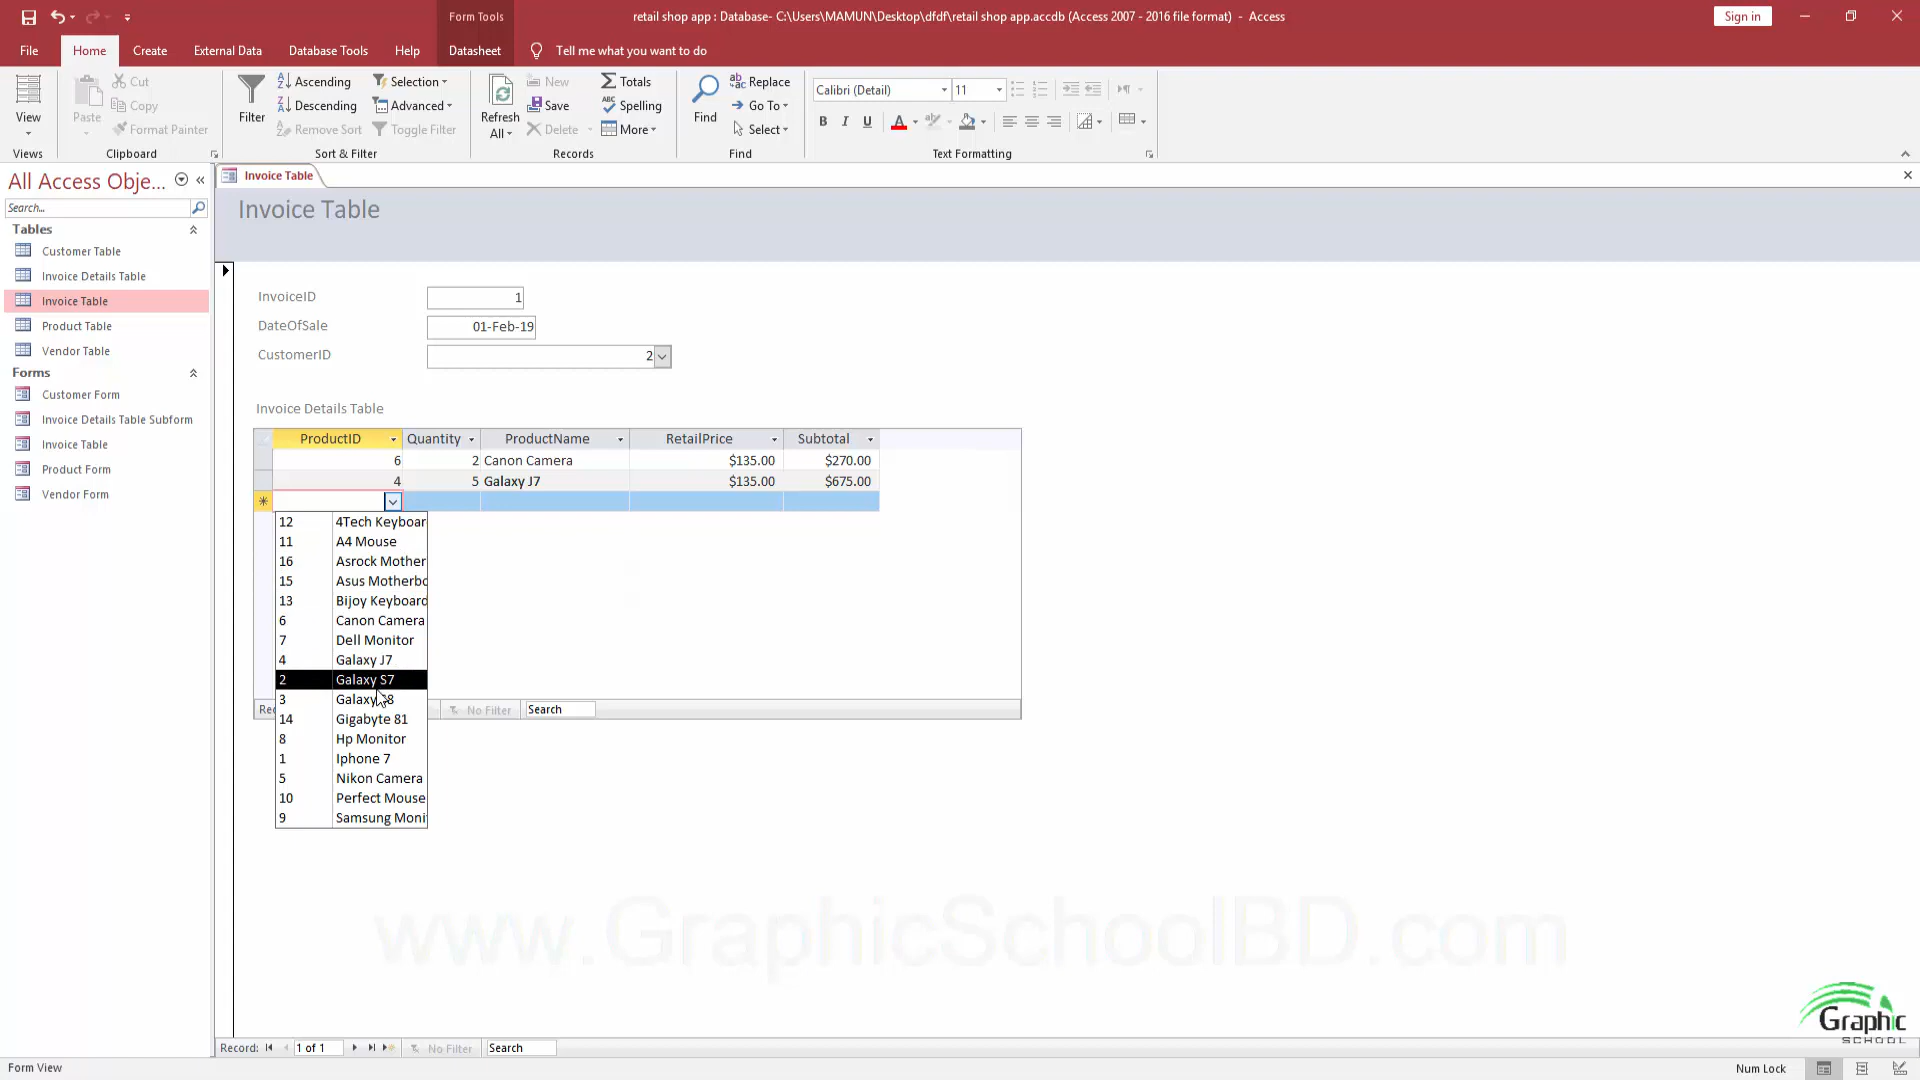 Form Tools
retail shop app : Database- C:\Users\MAMUN\Desktop\dfdf\retail shop app.accdb (Access 2007 - 2016 file format) - Access
Sign in
File Home Create External Data Database Tools Help Datasheet Tell me what you want to do
View
Views
Paste
Cut
Copy
Format Painter
Clipboard
Filter
Ascending
Descending
Remove Sort
Selection
Advanced
Toggle Filter
Sort & Filter
Refresh
All
New
Save
Delete
Totals
Spelling
More
Records
Find
Replace
Go To
Select
Find
Calibri (Detail) 11
B I U
Text Formatting
All Access Obje...
Search...
Tables
Customer Table
Invoice Details Table
Invoice Table
Product Table
Vendor Table
Forms
Customer Form
Invoice Details Table Subform
Invoice Table
Product Form
Vendor Form
Invoice Table
Invoice Table
InvoiceID 1
DateOfSale 01-Feb-19
CustomerID 2
Invoice Details Table
ProductID Quantity ProductName RetailPrice Subtotal
6 2 Canon Camera $135.00 $270.00
4 5 Galaxy J7 $135.00 $675.00
12 4Tech Keyboar
11 A4 Mouse
16 Asrock Mother
15 Asus Motherbo
13 Bijoy Keyboard
6 Canon Camera
7 Dell Monitor
4 Galaxy J7
2 Galaxy S7
3 Galaxy
14 Gigabyte 81
8 Hp Monitor
1 Iphone 7
5 Nikon Camera
10 Perfect Mouse
9 Samsung Moni
Rec No Filter Search
www.GraphicSchoolBD.com
Graphic
SCHOOL
Record: 1 of 1 No Filter Search
Form View
Num Lock